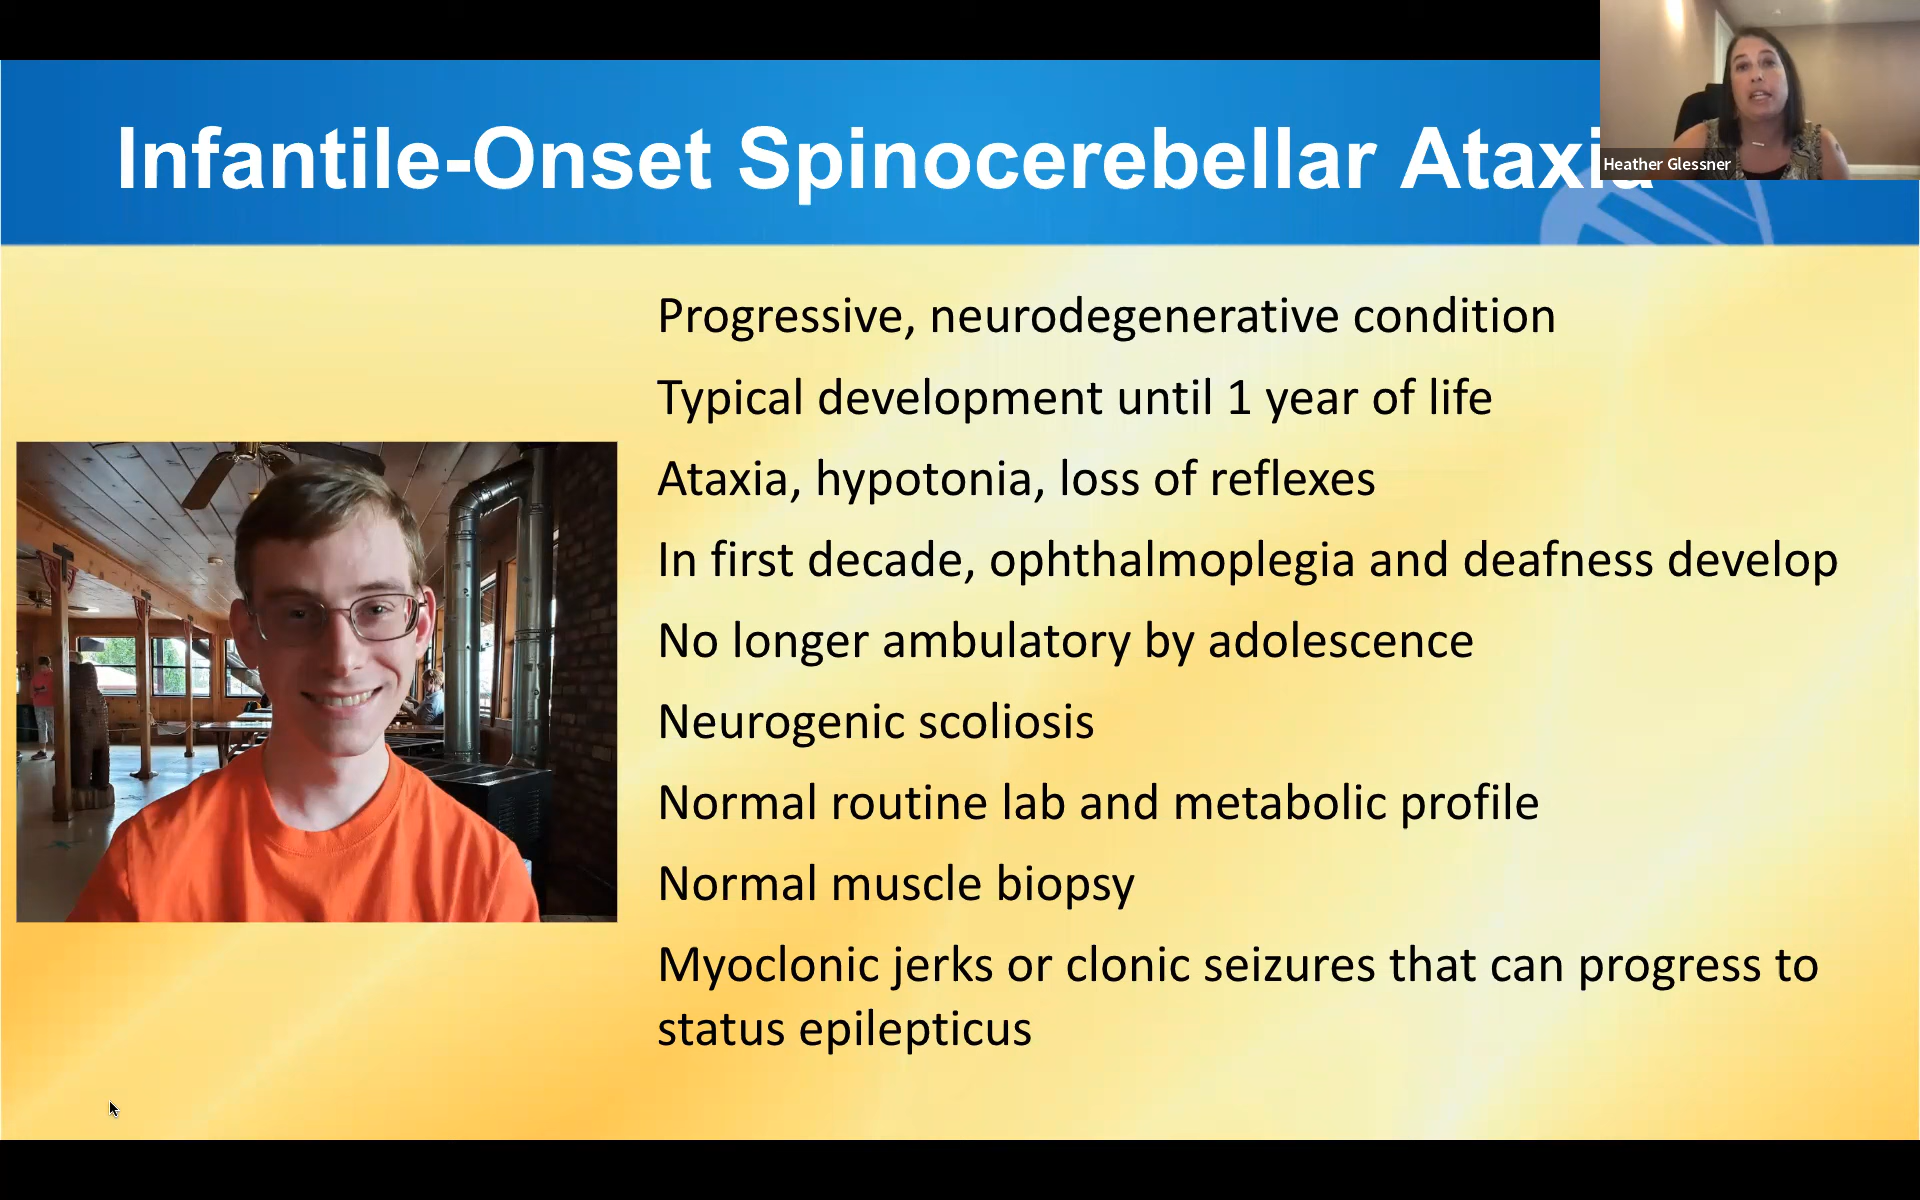 Infantile-Onset Spinocerebellar Ataxia
Heather Glessner
Progressive, neurodegenerative condition
Typical development until 1 year of life
Ataxia, hypotonia, loss of reflexes
In first decade, ophthalmoplegia and deafness develop
No longer ambulatory by adolescence
Neurogenic scoliosis
Normal routine lab and metabolic profile
Normal muscle biopsy
Myoclonic jerks or clonic seizures that can progress to
status epilepticus